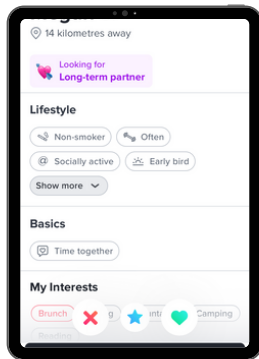 14 kilometres away
Looking for
Long-term partner
Lifestyle
Non-smoker Often
Socially active Early bird
Show more
Basics
Time together
My Interests
Brunch Camping